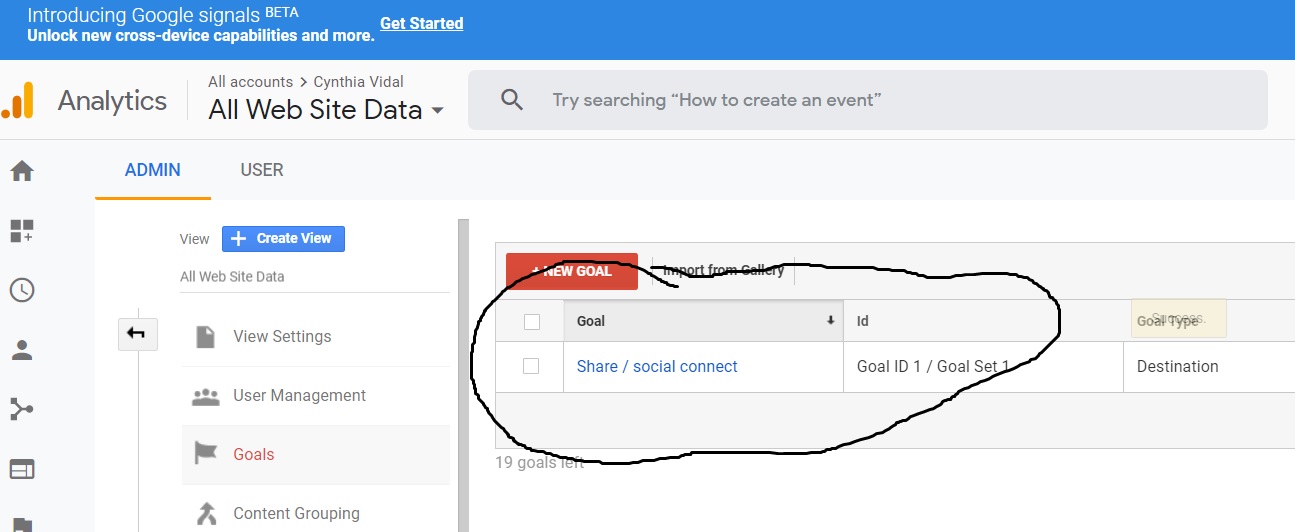 Introducing Google signals BETA
Unlock new cross-device capabilities and more. Get Started
Analytics
All accounts > Cynthia Vidal
All Web Site Data
Try searching “How to create an event”
ADMIN USER
View + Create View
All Web Site Data
View Settings
User Management
Goals
Content Grouping
+ NEW GOAL Import from Gallery
Goal Id Goal Type Success.
Share / social connect Goal ID 1 / Goal Set 1 Destination
19 goals left